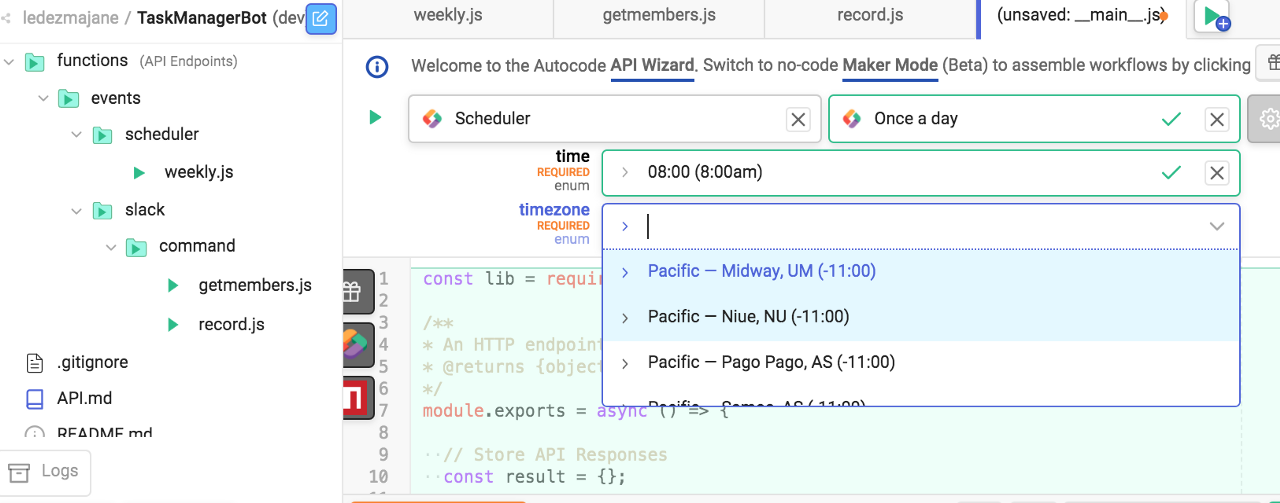 ledezmajane / TaskManagerBot (dev
weekly.js
getmembers.js
record.js
(unsaved: __main__.js)
functions (API Endpoints)
events
scheduler
weekly.js
slack
command
getmembers.js
record.js
.gitignore
API.md
README.md
Logs
Welcome to the Autocode API Wizard. Switch to no-code Maker Mode (Beta) to assemble workflows by clicking
Scheduler
Once a day
time
REQUIRED
enum
08:00 (8:00am)
timezone
REQUIRED
enum
Pacific — Midway, UM (-11:00)
Pacific — Niue, NU (-11:00)
Pacific — Pago Pago, AS (-11:00)
Pacific — Samoa, AS (-11:00)
1 const lib = requir
2
3 /**
4 * An HTTP endpoint
5 * @returns {object
6 */
7 module.exports = async () => {
8
9 // Store API Responses
10 const result = {};